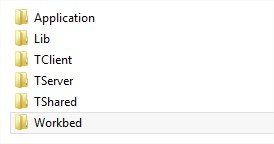 Application
Lib
TClient
TServer
TShared
Workbed